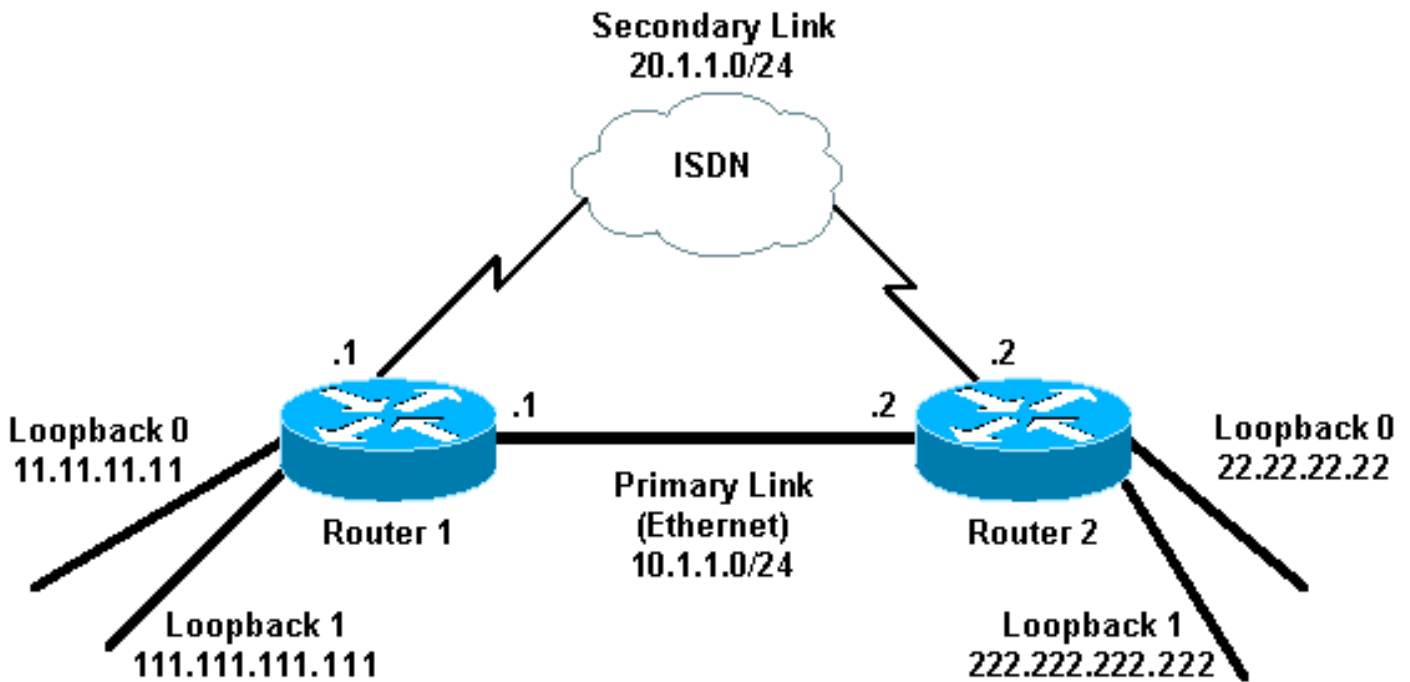 Secondary Link
20.1.1.0/24
ISDN
.1
.2
.1
.2
Loopback 0
11.11.11.11
Loopback 0
22.22.22.22
Primary Link
(Ethernet)
10.1.1.0/24
Router 1
Router 2
Loopback 1
111.111.111.111
Loopback 1
222.222.222.222